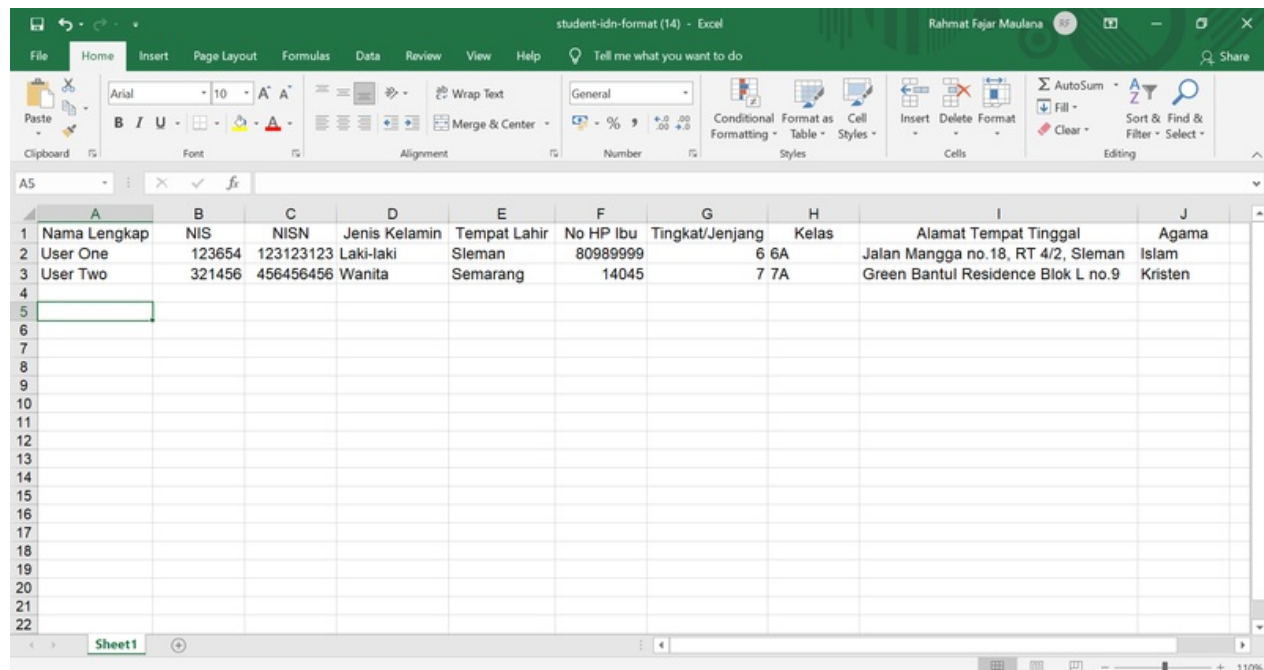 student-idn-format (14) - Excel
Rahmat Fajar Maulana RF
File Home Insert Page Layout Formulas Data Review View Help Tell me what you want to do Share
Paste Arial 10 Wrap Text General Conditional Formatting Format as Table Cell Styles Insert Delete Format AutoSum Fill Clear Sort & Filter Find & Select
B I U Merge & Center % ,
Clipboard Font Alignment Number Styles Cells Editing
A5 fx
A B C D E F G H I J
1 Nama Lengkap NIS NISN Jenis Kelamin Tempat Lahir No HP Ibu Tingkat/Jenjang Kelas Alamat Tempat Tinggal Agama
2 User One 123654 123123123 Laki-laki Sleman 80989999 6 6A Jalan Mangga no.18, RT 4/2, Sleman Islam
3 User Two 321456 456456456 Wanita Semarang 14045 7 7A Green Bantul Residence Blok L no.9 Kristen
4
5
6
7
8
9
10
11
12
13
14
15
16
17
18
19
20
21
22
Sheet1
110%